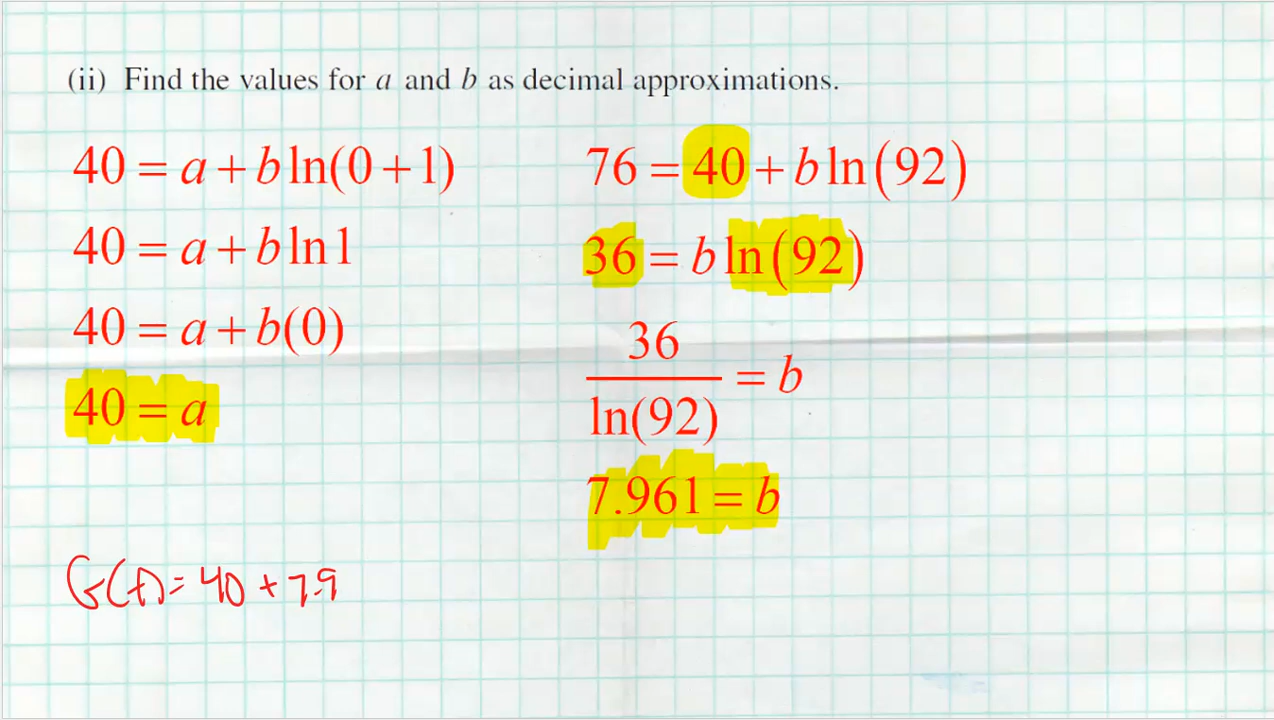 (ii) Find the values for a and b as decimal approximations.
40 = a + b ln(0 + 1)
40 = a + b ln 1
40 = a + b(0)
40 = a
76 = 40 + b ln(92)
36 = b ln(92)
36
ln(92)
= b
7.961 = b
G(t) = 40 + 7.9